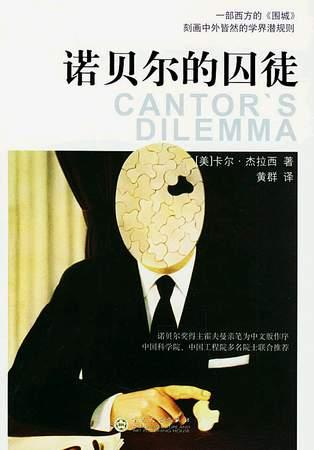 一部西方的《围城》
刻画中外皆然的学界潜规则
诺贝尔的囚徒
CANTOR`S
DILEMMA
[美]卡尔·杰拉西 著
黄群 译
诺贝尔奖得主霍夫曼亲笔为中文版作序
中国科学院、中国工程院多名院士联合推荐